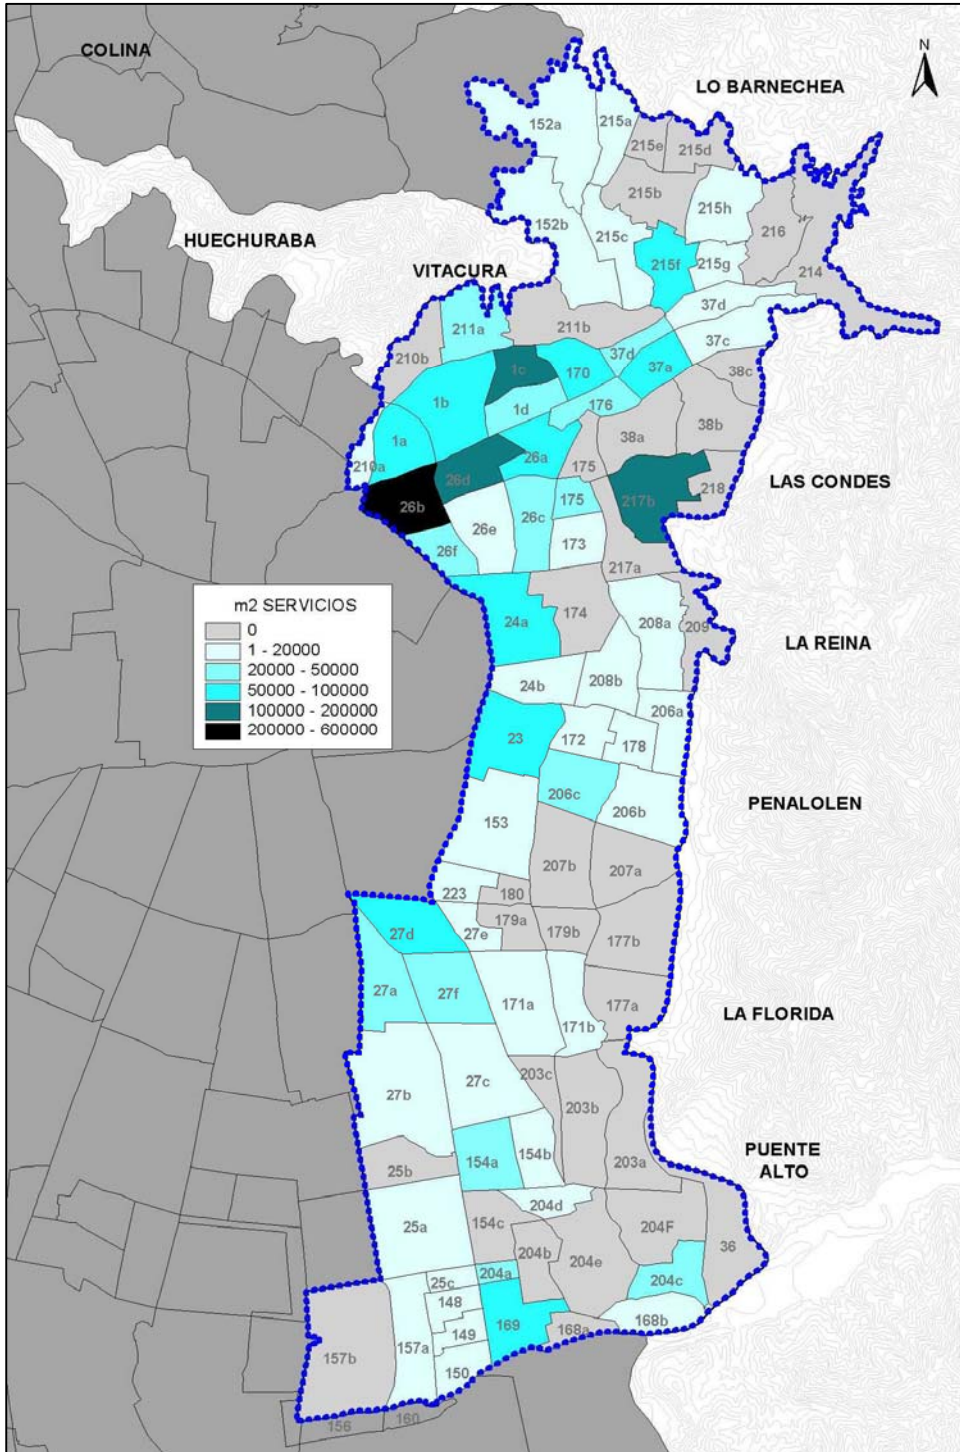 N
COLINA
LO BARNECHEA
152a
215a
215e
215d
215b
215h
152b
215c
216
HUECHURABA
VITACURA
215f
215g
214
37d
211a
211b
37c
210b
37d
1c
170
37a
38c
1b
1d
176
38b
1a
38a
210a
26d
26a
175
LAS CONDES
26b
175
217b
218
26c
26e
173
26f
217a
m2 SERVICIOS
0
1 - 20000
20000 - 50000
50000 - 100000
100000 - 200000
200000 - 600000
174
24a
208a
209
LA REINA
24b
208b
206a
23
172
178
206c
PENALOLEN
153
206b
207b
207a
223
180
179a
27d
27e
179b
177b
27a
27f
171a
177a
LA FLORIDA
171b
203c
27c
27b
203b
PUENTE
ALTO
154b
154a
203a
25b
204d
25a
154c
204F
204b
36
204e
204a
25c
204c
148
169
168b
149
168a
157a
157b
150
156
160